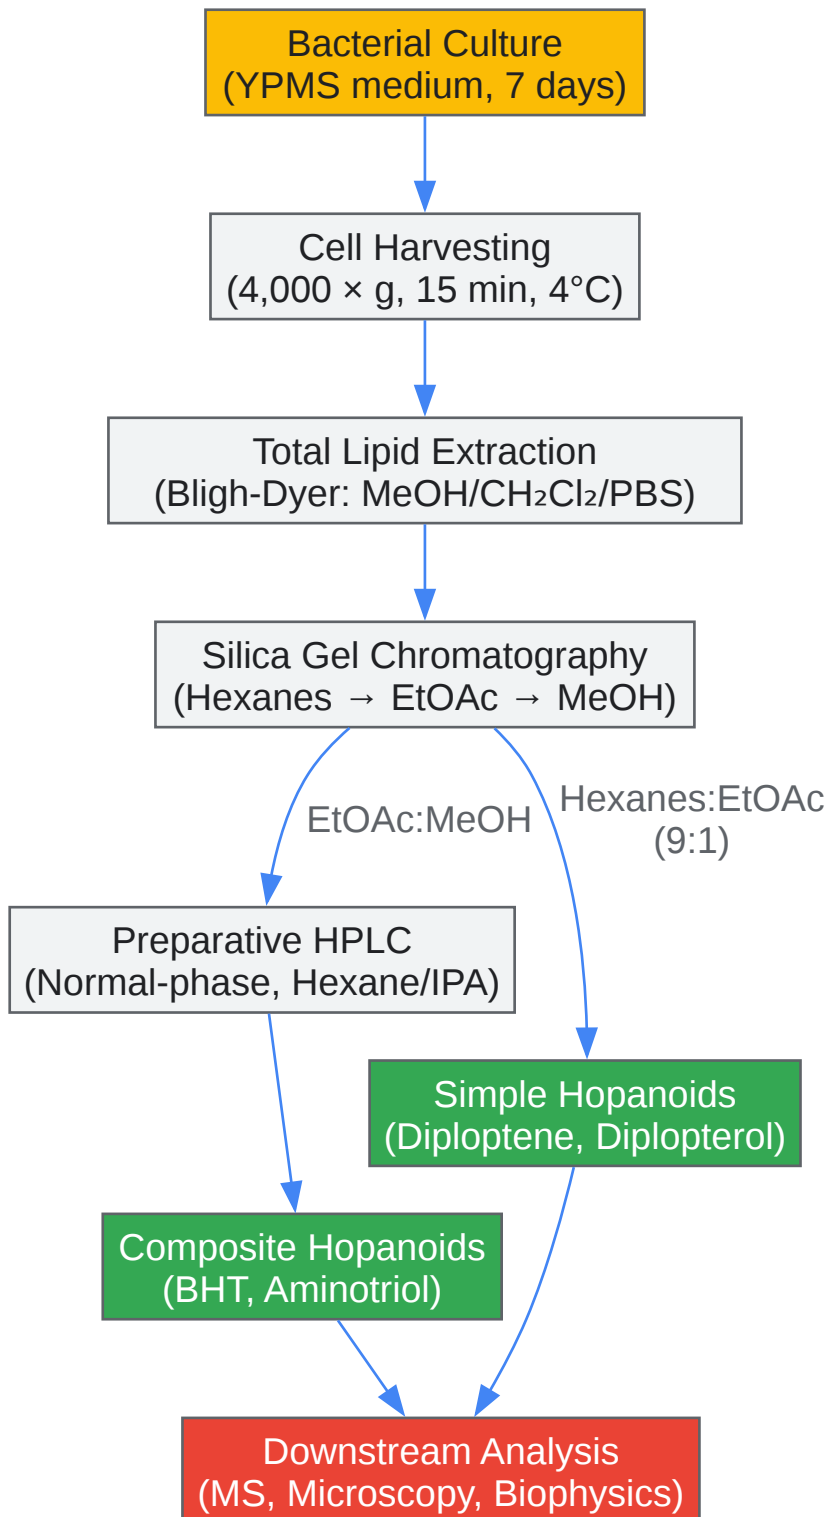 Bacterial Culture
(YPMS medium, 7 days)
Cell Harvesting
(4,000 × g, 15 min, 4°C)
Total Lipid Extraction
(Bligh-Dyer: MeOH/CH₂Cl₂/PBS)
Silica Gel Chromatography
(Hexanes → EtOAc → MeOH)
EtOAc:MeOH
Hexanes:EtOAc
(9:1)
Preparative HPLC
(Normal-phase, Hexane/IPA)
Simple Hopanoids
(Diploptene, Diplopterol)
Composite Hopanoids
(BHT, Aminotriol)
Downstream Analysis
(MS, Microscopy, Biophysics)